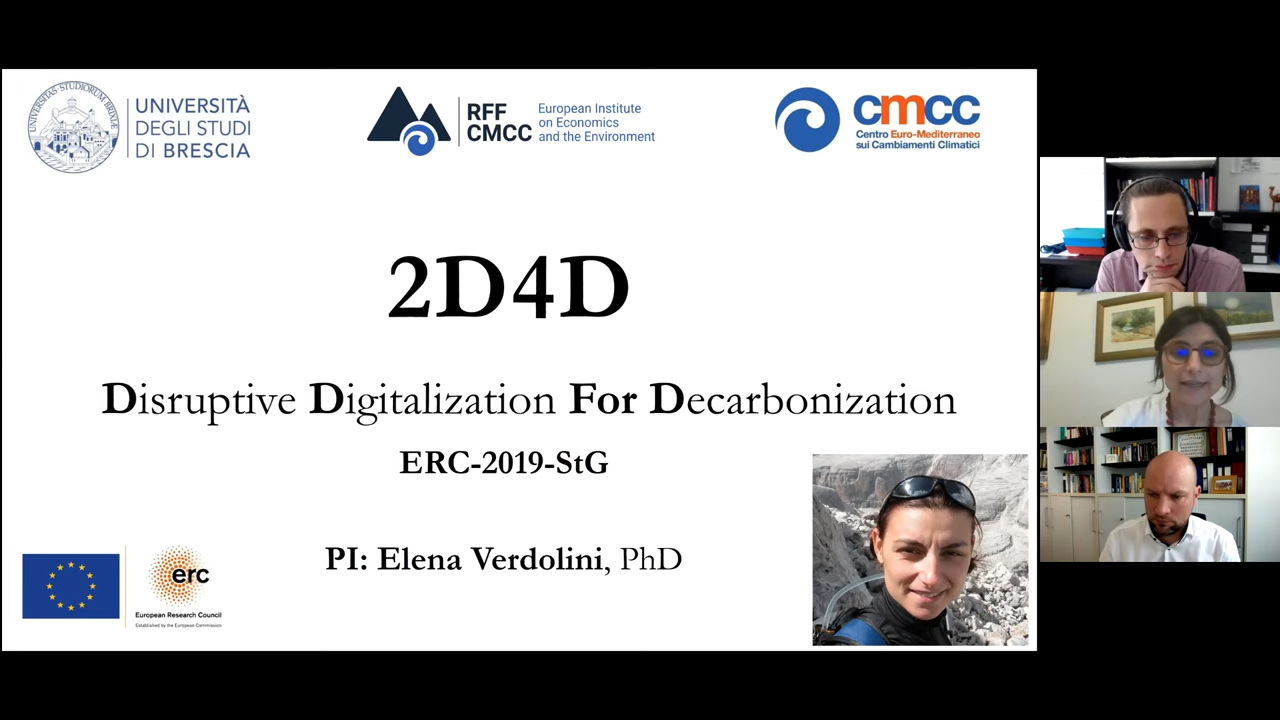 UNIVERSITÀ
DEGLI STUDI
DI BRESCIA
RFF
CMCC
European Institute
on Economics
and the Environment
cmcc
Centro Euro-Mediterraneo
sui Cambiamenti Climatici
2D4D
Disruptive Digitalization For Decarbonization
ERC-2019-StG
PI: Elena Verdolini, PhD
erc
European Research Council
Established by the European Commission